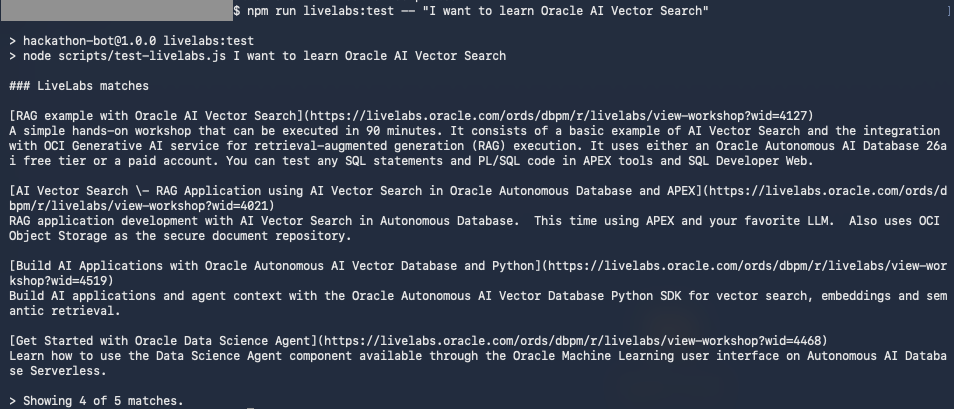 $ npm run livelabs:test -- "I want to learn Oracle AI Vector Search"
> hackathon-bot@1.0.0 livelabs:test
> node scripts/test-livelabs.js I want to learn Oracle AI Vector Search
### LiveLabs matches
[RAG example with Oracle AI Vector Search](https://livelabs.oracle.com/ords/dbpm/r/livelabs/view-workshop?wid=4127)
A simple hands-on workshop that can be executed in 90 minutes. It consists of a basic example of AI Vector Search and the integration
with OCI Generative AI service for retrieval-augmented generation (RAG) execution. It uses either an Oracle Autonomous AI Database 26a
i free tier or a paid account. You can test any SQL statements and PL/SQL code in APEX tools and SQL Developer Web.
[AI Vector Search \- RAG Application using AI Vector Search in Oracle Autonomous Database and APEX](https://livelabs.oracle.com/ords/d
bpm/r/livelabs/view-workshop?wid=4021)
RAG application development with AI Vector Search in Autonomous Database.  This time using APEX and your favorite LLM.  Also uses OCI
Object Storage as the secure document repository.
[Build AI Applications with Oracle Autonomous AI Vector Database and Python](https://livelabs.oracle.com/ords/dbpm/r/livelabs/view-wor
kshop?wid=4519)
Build AI applications and agent context with the Oracle Autonomous AI Vector Database Python SDK for vector search, embeddings and sem
antic retrieval.
[Get Started with Oracle Data Science Agent](https://livelabs.oracle.com/ords/dbpm/r/livelabs/view-workshop?wid=4468)
Learn how to use the Data Science Agent component available through the Oracle Machine Learning user interface on Autonomous AI Databa
se Serverless.
> Showing 4 of 5 matches.